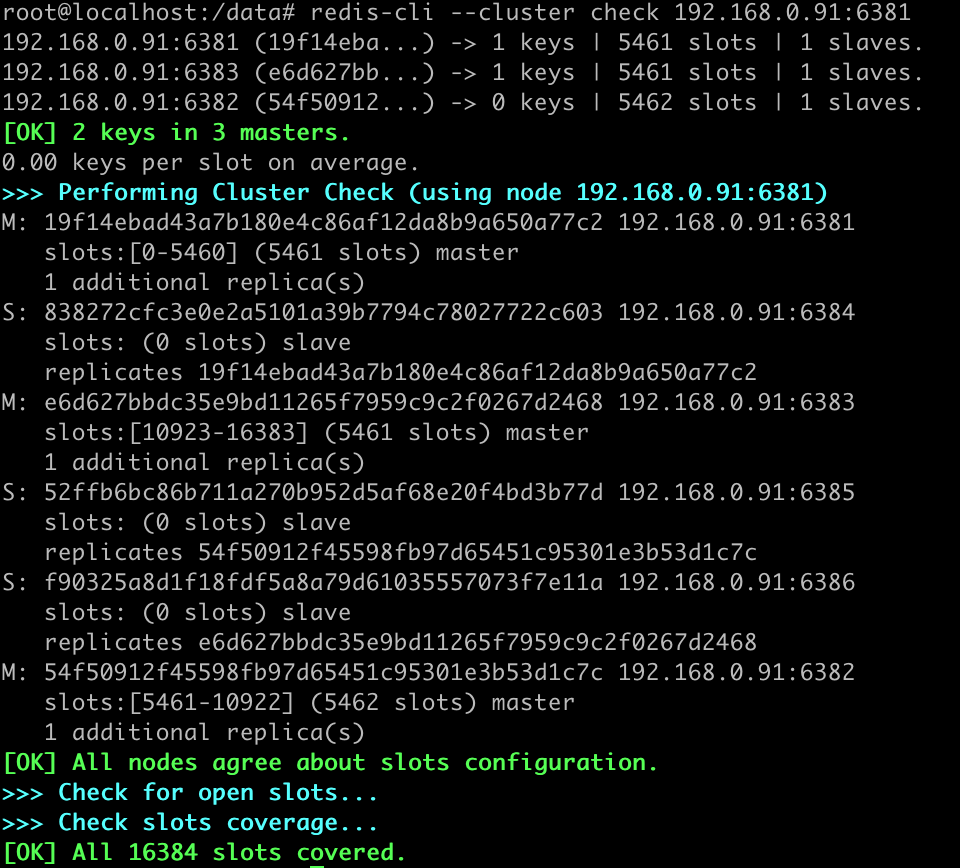 root@localhost:/data# redis-cli --cluster check 192.168.0.91:6381
192.168.0.91:6381 (19f14eba...) -> 1 keys | 5461 slots | 1 slaves.
192.168.0.91:6383 (e6d627bb...) -> 1 keys | 5461 slots | 1 slaves.
192.168.0.91:6382 (54f50912...) -> 0 keys | 5462 slots | 1 slaves.
[OK] 2 keys in 3 masters.
0.00 keys per slot on average.
>>> Performing Cluster Check (using node 192.168.0.91:6381)
M: 19f14ebad43a7b180e4c86af12da8b9a650a77c2 192.168.0.91:6381
   slots:[0-5460] (5461 slots) master
   1 additional replica(s)
S: 838272cfc3e0e2a5101a39b7794c78027722c603 192.168.0.91:6384
   slots: (0 slots) slave
   replicates 19f14ebad43a7b180e4c86af12da8b9a650a77c2
M: e6d627bbdc35e9bd11265f7959c9c2f0267d2468 192.168.0.91:6383
   slots:[10923-16383] (5461 slots) master
   1 additional replica(s)
S: 52ffb6bc86b711a270b952d5af68e20f4bd3b77d 192.168.0.91:6385
   slots: (0 slots) slave
   replicates 54f50912f45598fb97d65451c95301e3b53d1c7c
S: f90325a8d1f18fdf5a8a79d61035557073f7e11a 192.168.0.91:6386
   slots: (0 slots) slave
   replicates e6d627bbdc35e9bd11265f7959c9c2f0267d2468
M: 54f50912f45598fb97d65451c95301e3b53d1c7c 192.168.0.91:6382
   slots:[5461-10922] (5462 slots) master
   1 additional replica(s)
[OK] All nodes agree about slots configuration.
>>> Check for open slots...
>>> Check slots coverage...
[OK] All 16384 slots covered.